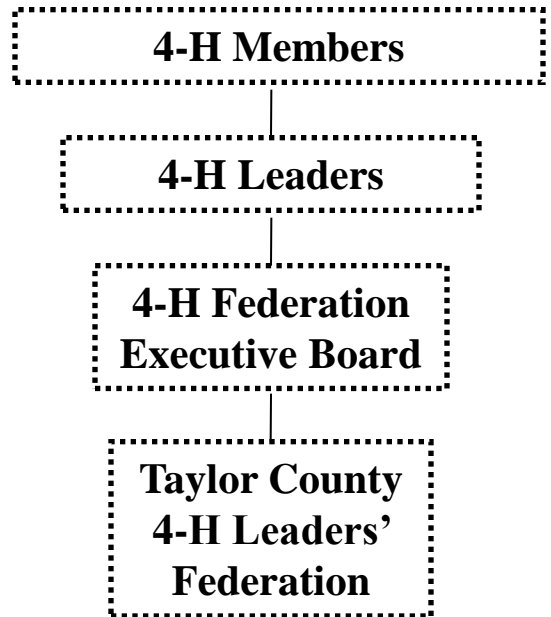 4-H Members
4-H Leaders
4-H Federation
Executive Board
Taylor County
4-H Leaders’
Federation